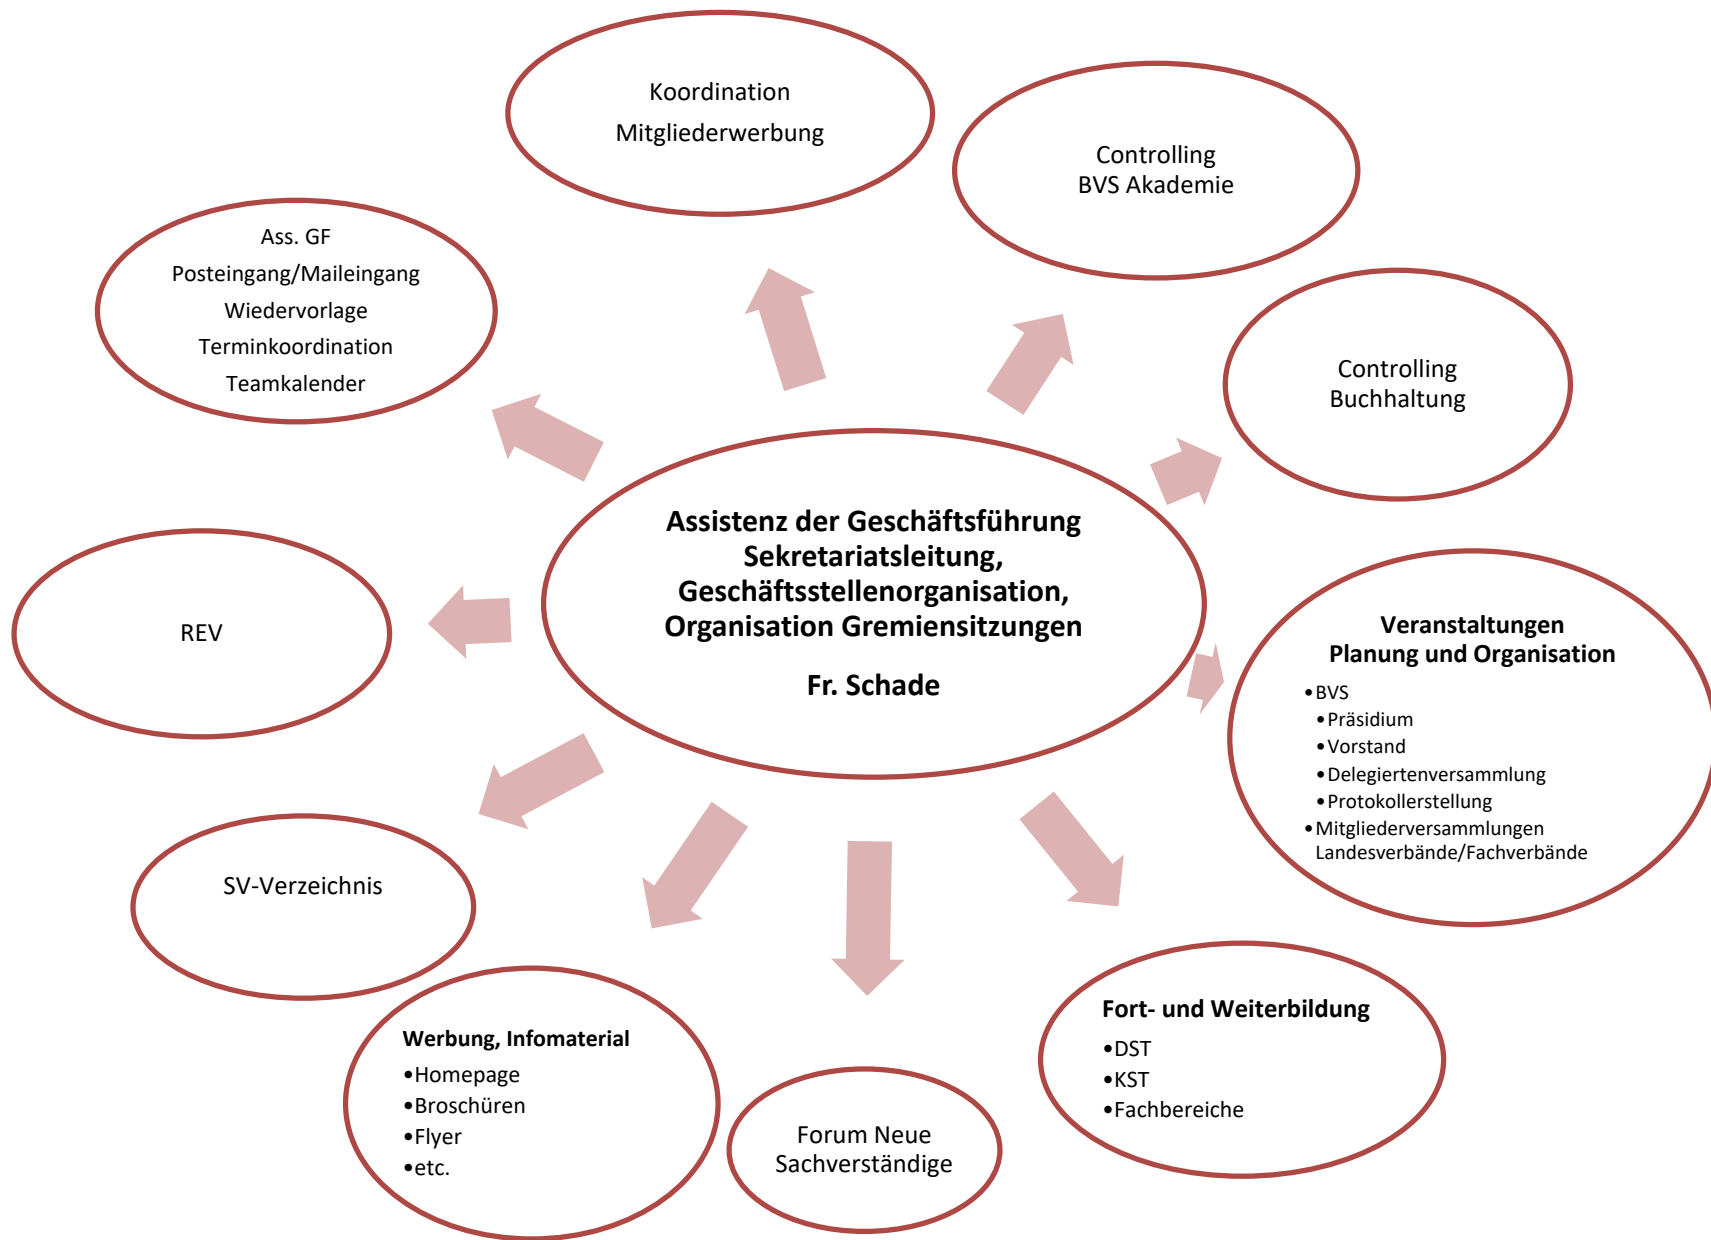 Koordination
Mitgliederwerbung
Controlling
BVS Akademie
Ass. GF
Posteingang/Maileingang
Wiedervorlage
Terminkoordination
Teamkalender
Controlling
Buchhaltung
Assistenz der Geschäftsführung
Sekretariatsleitung,
Geschäftsstellenorganisation,
Organisation Gremiensitzungen
Fr. Schade
REV
Veranstaltungen
Planung und Organisation
•BVS
•Präsidium
•Vorstand
•Delegiertenversammlung
•Protokollerstellung
•Mitgliederversammlungen
Landesverbände/Fachverbände
SV-Verzeichnis
Werbung, Infomaterial
•Homepage
•Broschüren
•Flyer
•etc.
Forum Neue
Sachverständige
Fort- und Weiterbildung
•DST
•KST
•Fachbereiche